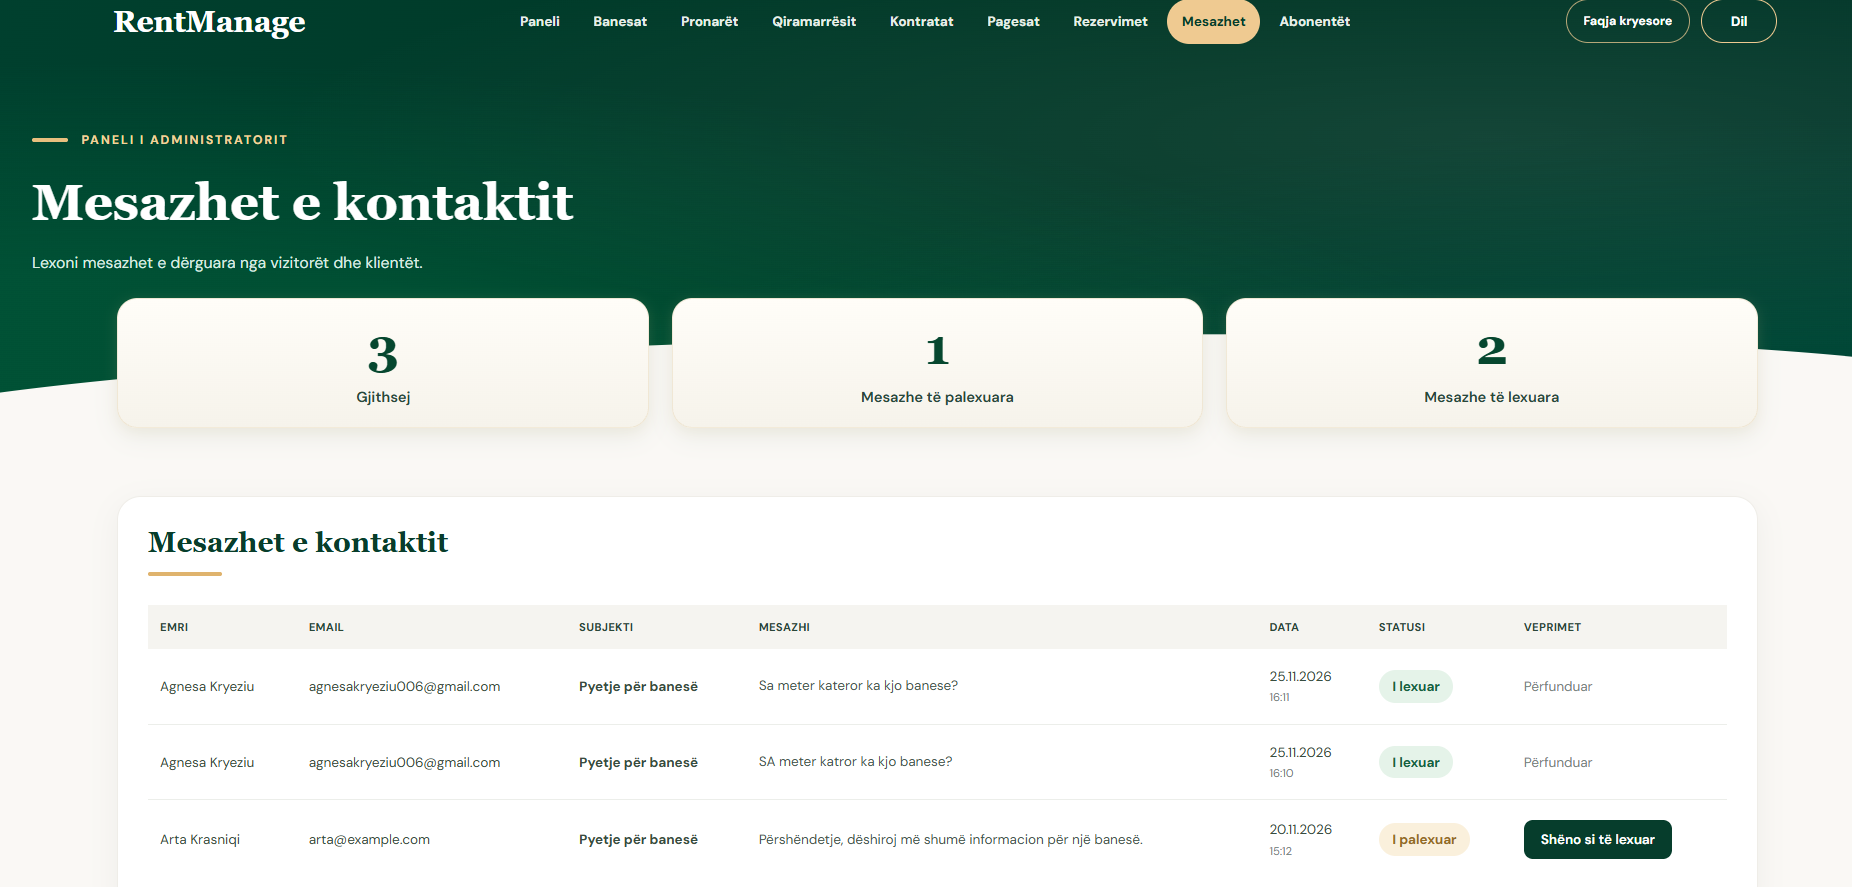 RentManage
Paneli Banesat Pronarët Qiramarrësit Kontratat Pagesat Rezervimet Mesazhet Abonentët
Faqja kryesore Dil
PANELI I ADMINISTRATORIT
Mesazhet e kontaktit
Lexoni mesazhet e dërguara nga vizitorët dhe klientët.
3
Gjithsej
1
Mesazhe të palexuara
2
Mesazhe të lexuara
Mesazhet e kontaktit
EMRI EMAIL SUBJEKTI MESAZHI DATA STATUSI VEPRIMET
Agnesa Kryeziu agnesakryeziu006@gmail.com Pyetje për banesë Sa meter kateror ka kjo banese? 25.11.2026 I lexuar Përfunduar
16:11
Agnesa Kryeziu agnesakryeziu006@gmail.com Pyetje për banesë SA meter katror ka kjo banese? 25.11.2026 I lexuar Përfunduar
16:10
Arta Krasniqi arta@example.com Pyetje për banesë Përshëndetje, dëshiroj më shumë informacion për një banesë. 20.11.2026 I palexuar Shëno si të lexuar
15:12